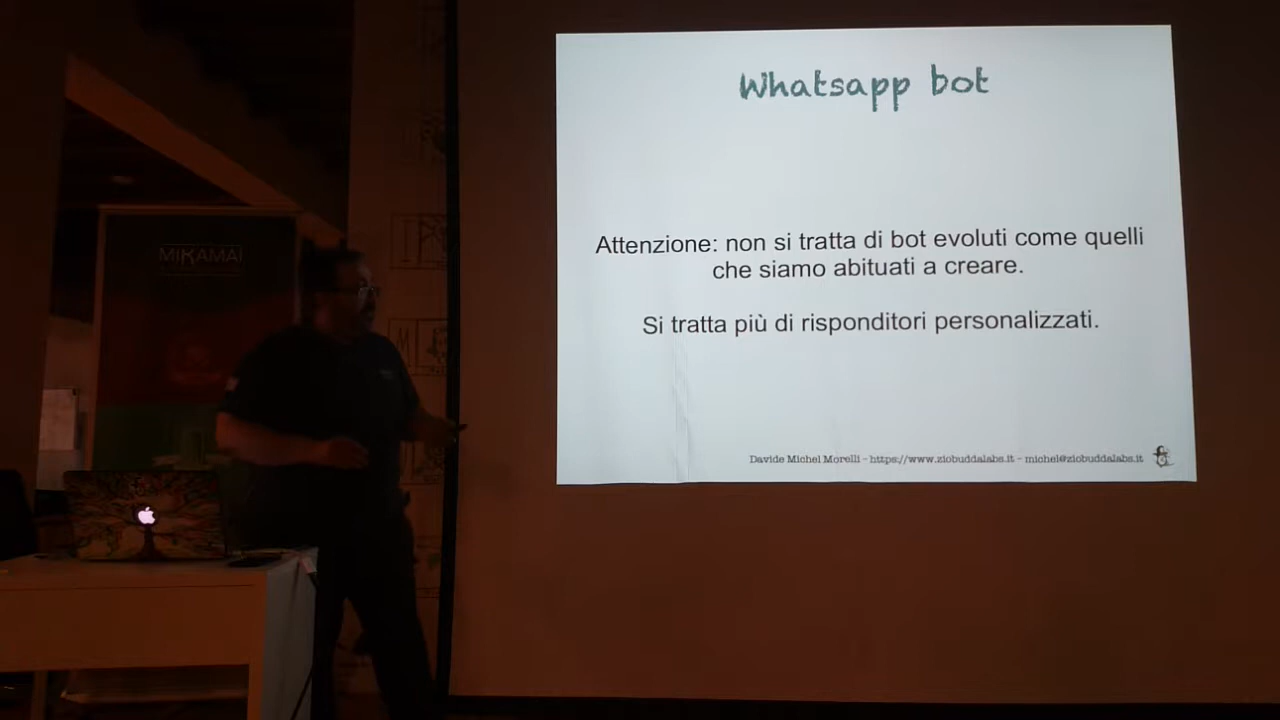 Whatsapp bot
Attenzione: non si tratta di bot evoluti come quelli
che siamo abituati a creare.
Si tratta più di risponditori personalizzati.
Davide Michel Morelli - https://www.ziobuddalabs.it - michel@ziobuddalabs.it
MIKAMAI